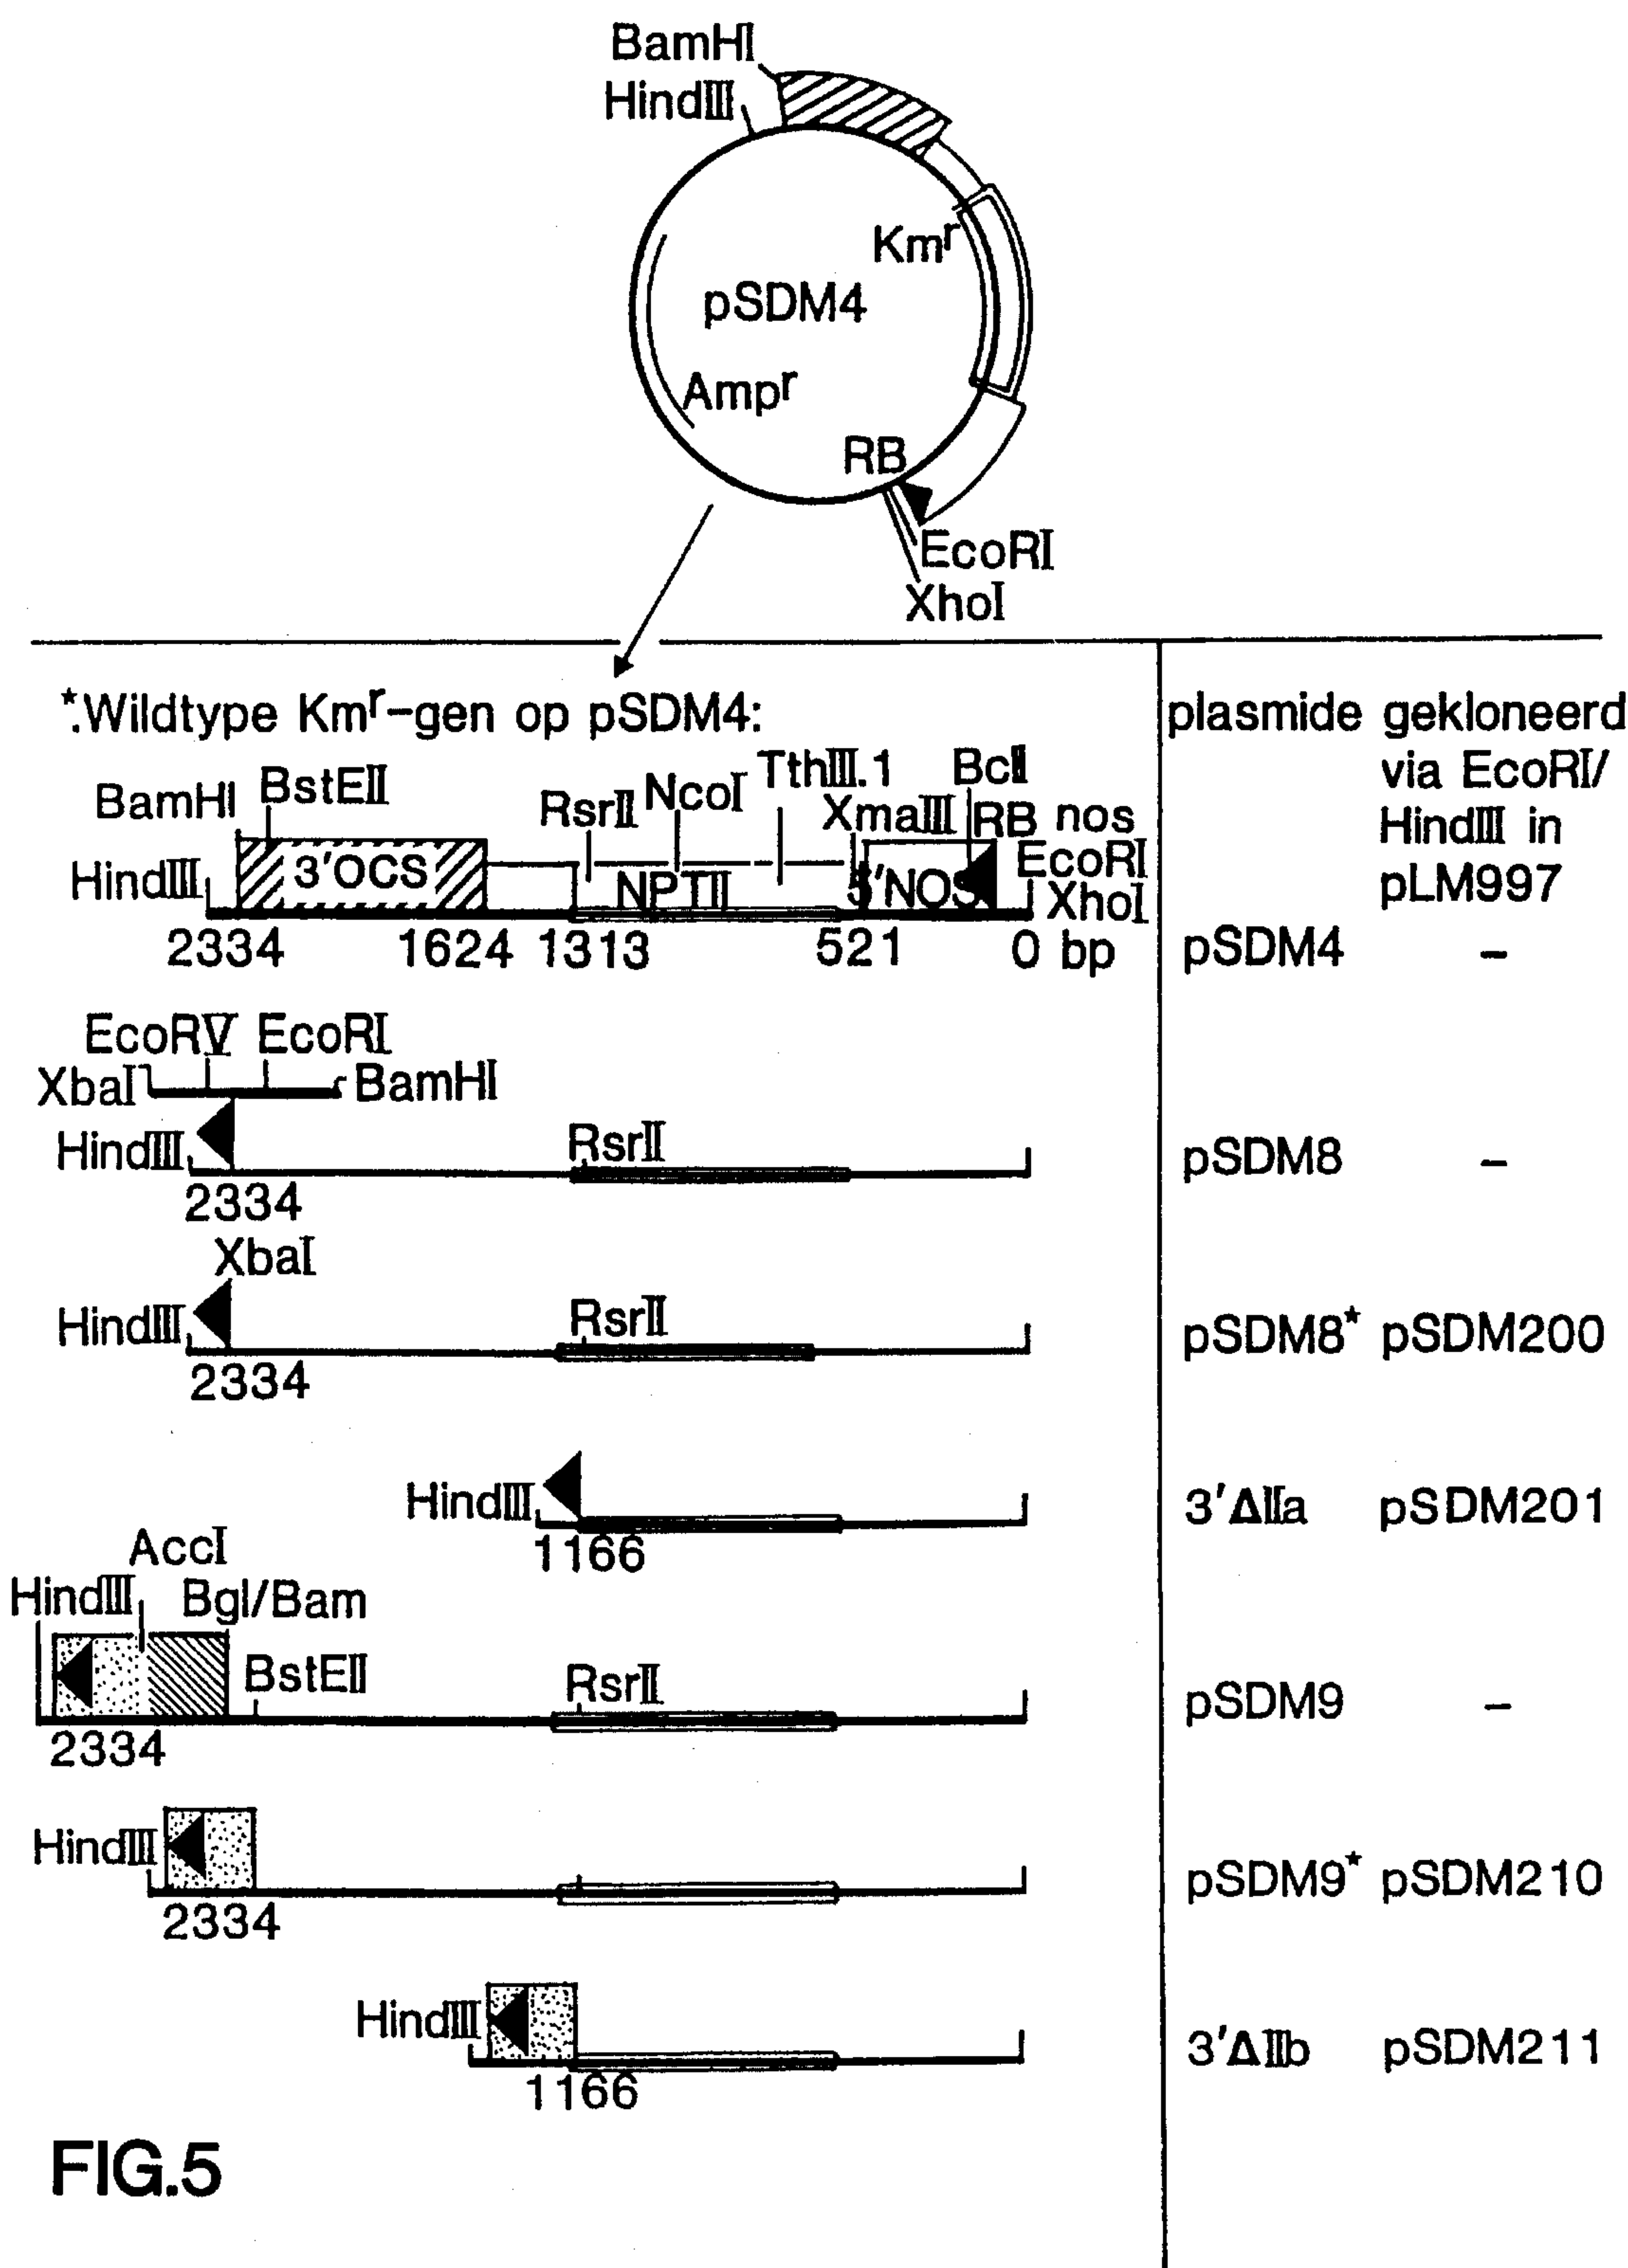 BamHI
HindIII
Kmʳ
pSDM4
Ampʳ
RB
EcoRI
XhoI
*.Wildtype Kmʳ-gen op pSDM4:
plasmide gekloneerd
via EcoRI/
HindIII in
pLM997
BamHI BstEII RsrII NcoI TthIII.1 XmaIII BclI RB nos
HindIII 3'OCS NPTII 5'NOS EcoRI
XhoI
2334 1624 1313 521 0 bp pSDM4 –
EcoRV EcoRI
XbaI BamHI
HindIII RsrII pSDM8 –
2334
XbaI
HindIII RsrII pSDM8* pSDM200
2334
HindIII 3'ΔIIa pSDM201
1166
AccI
HindIII Bgl/Bam
BstEII RsrII pSDM9 –
2334
HindIII pSDM9* pSDM210
2334
HindIII 3'ΔIIb pSDM211
1166
FIG.5